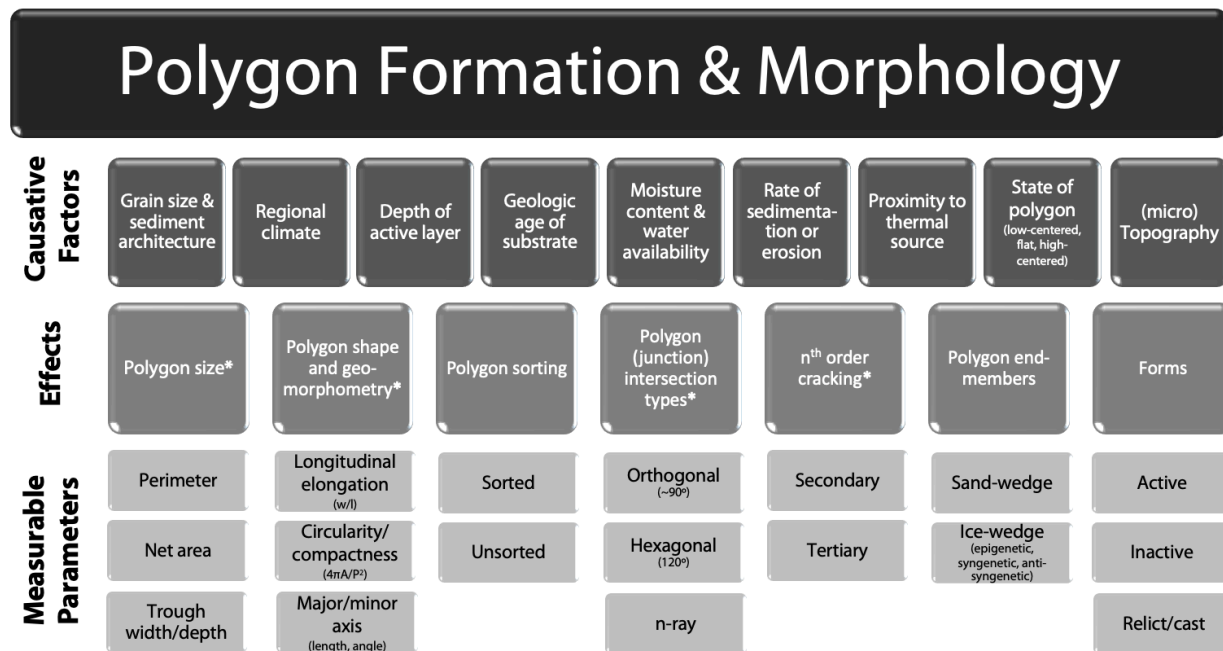 Polygon Formation & Morphology
Causative
Factors
Grain size &
sediment
architecture
Regional
climate
Depth of
active layer
Geologic
age of
substrate
Moisture
content &
water
availability
Rate of
sedimenta-
tion or
erosion
Proximity to
thermal
source
State of
polygon
(low-centered,
flat, high-
centered)
(micro)
Topography
Effects
Polygon size*
Polygon shape
and geo-
morphometry*
Polygon sorting
Polygon
(junction)
intersection
types*
nth order
cracking*
Polygon end-
members
Forms
Measurable
Parameters
Perimeter
Longitudinal
elongation
(w/l)
Sorted
Orthogonal
(~90º)
Secondary
Sand-wedge
Active
Net area
Circularity/
compactness
(4πA/P²)
Unsorted
Hexagonal
(120º)
Tertiary
Ice-wedge
(epigenetic,
syngenetic, anti-
syngenetic)
Inactive
Trough
width/depth
Major/minor
axis
(length, angle)
n-ray
Relict/cast